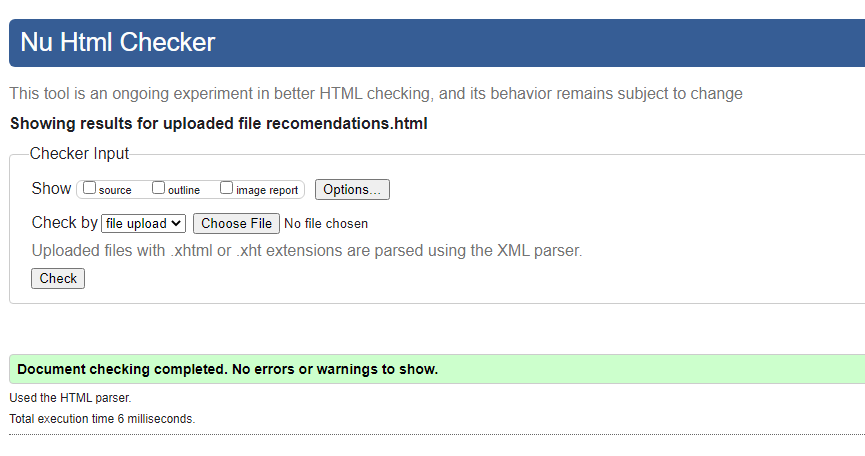 Nu Html Checker
This tool is an ongoing experiment in better HTML checking, and its behavior remains subject to change
Showing results for uploaded file recomendations.html
Checker Input
Show source outline image report Options...
Check by file upload Choose File No file chosen
Uploaded files with .xhtml or .xht extensions are parsed using the XML parser.
Check
Document checking completed. No errors or warnings to show.
Used the HTML parser.
Total execution time 6 milliseconds.